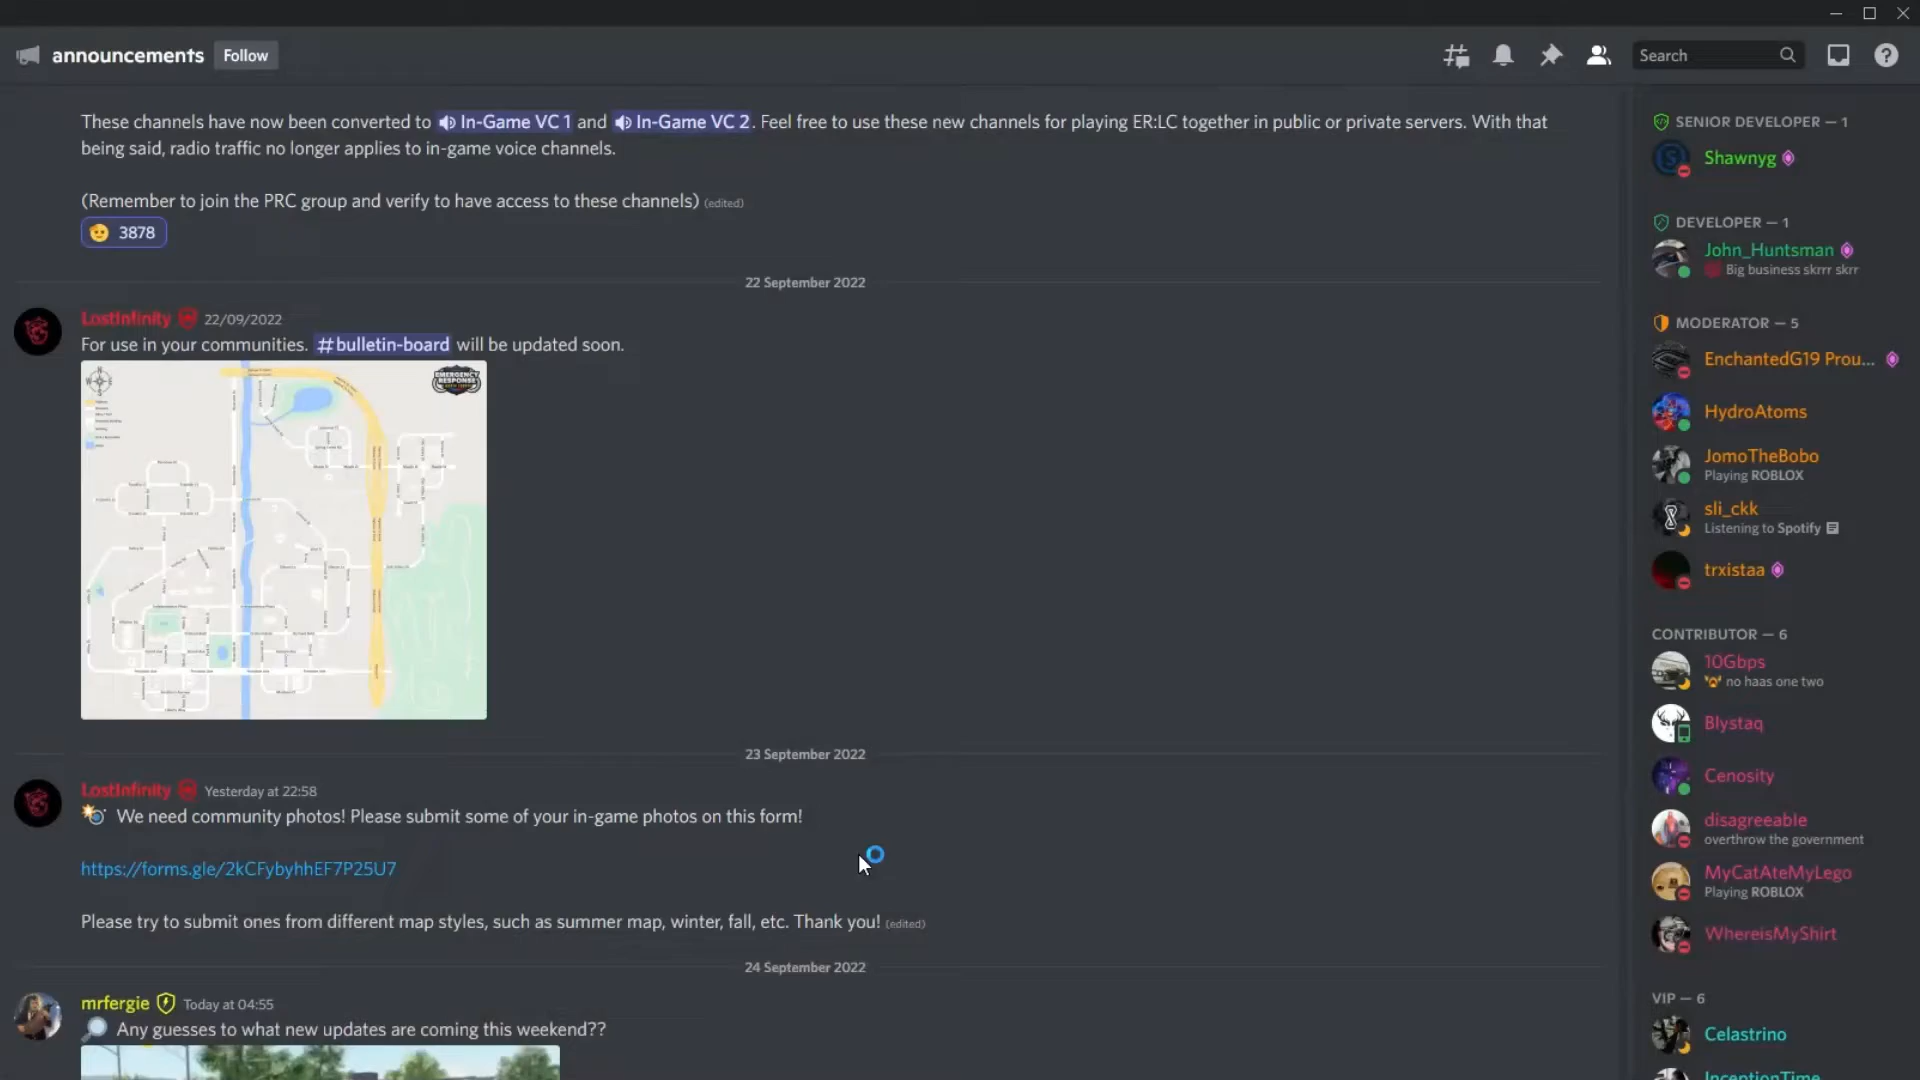 announcements Follow
Search
These channels have now been converted to In-Game VC 1 and In-Game VC 2. Feel free to use these new channels for playing ER:LC together in public or private servers. With that
being said, radio traffic no longer applies to in-game voice channels.
(Remember to join the PRC group and verify to have access to these channels) (edited)
3878
22 September 2022
LostInfinity 22/09/2022
For use in your communities. #bulletin-board will be updated soon.
EMERGENCY
RESPONSE
23 September 2022
LostInfinity Yesterday at 22:58
We need community photos! Please submit some of your in-game photos on this form!
https://forms.gle/2kCFybyhhEF7P25U7
Please try to submit ones from different map styles, such as summer map, winter, fall, etc. Thank you! (edited)
24 September 2022
mrfergie Today at 04:55
Any guesses to what new updates are coming this weekend??
SENIOR DEVELOPER — 1
Shawnyg
DEVELOPER — 1
John_Huntsman
Big business skrrr skrr
MODERATOR — 5
EnchantedG19 Prou...
HydroAtoms
JomoTheBobo
Playing ROBLOX
sli_ckk
Listening to Spotify
trxistaa
CONTRIBUTOR — 6
10Gbps
no haas one two
Blystaq
Cenosity
disagreeable
overthrow the government
MyCatAteMyLego
Playing ROBLOX
WhereisMyShirt
VIP — 6
Celastrino
InceptionTime